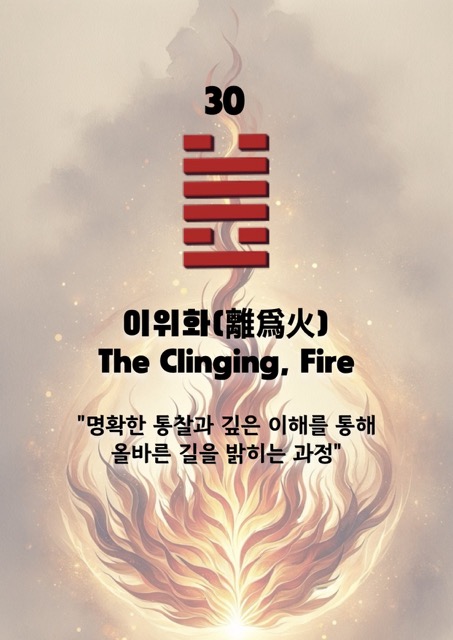 30
이위화(離爲火)
The Clinging, Fire
"명확한 통찰과 깊은 이해를 통해
올바른 길을 밝히는 과정"